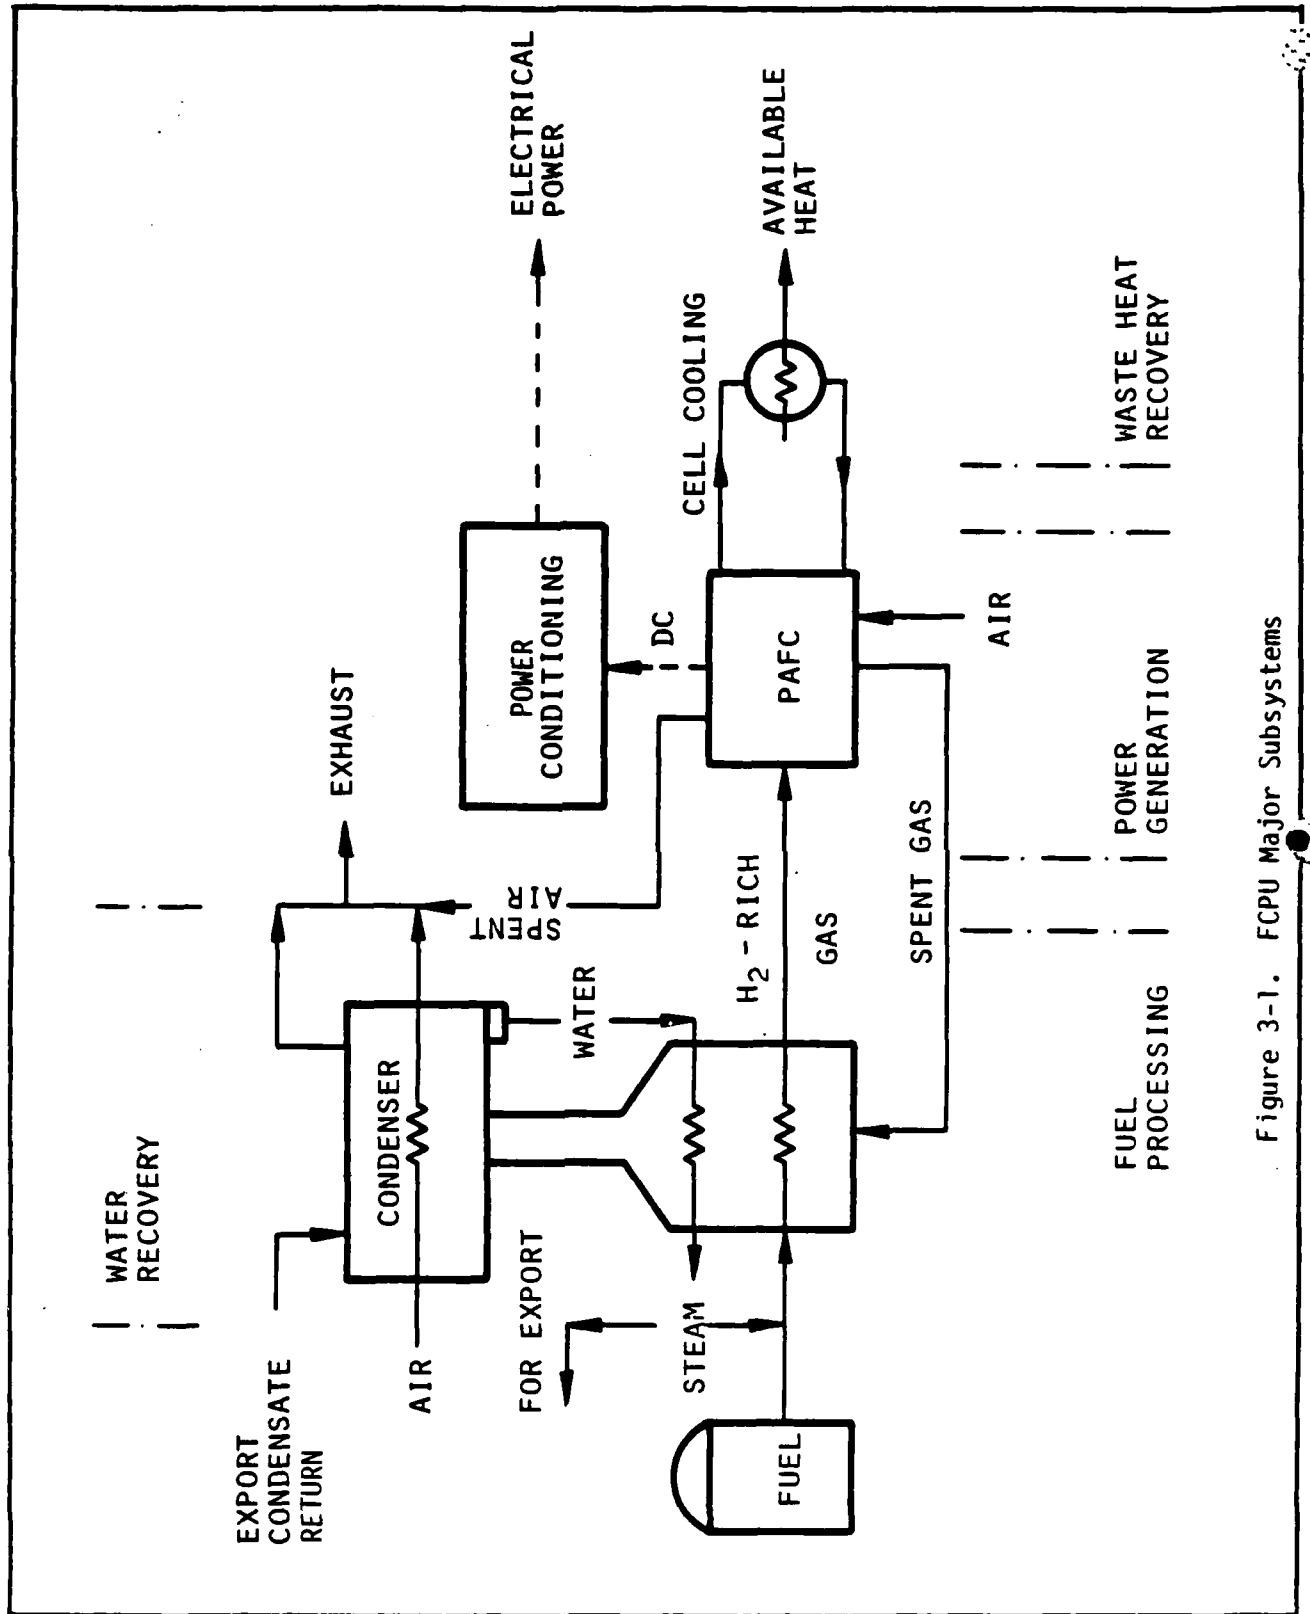 WATER
RECOVERY
EXPORT
CONDENSATE
RETURN
EXHAUST
CONDENSER
AIR
POWER
CONDITIONING
ELECTRICAL
POWER
SPENT
AIR
FOR EXPORT
WATER
DC
CELL COOLING
STEAM
H2-RICH
GAS
FUEL
PAFC
AVAILABLE
HEAT
SPENT GAS
AIR
FUEL
PROCESSING
POWER
GENERATION
WASTE HEAT
RECOVERY
Figure 3-1. FCPU Major Subsystems